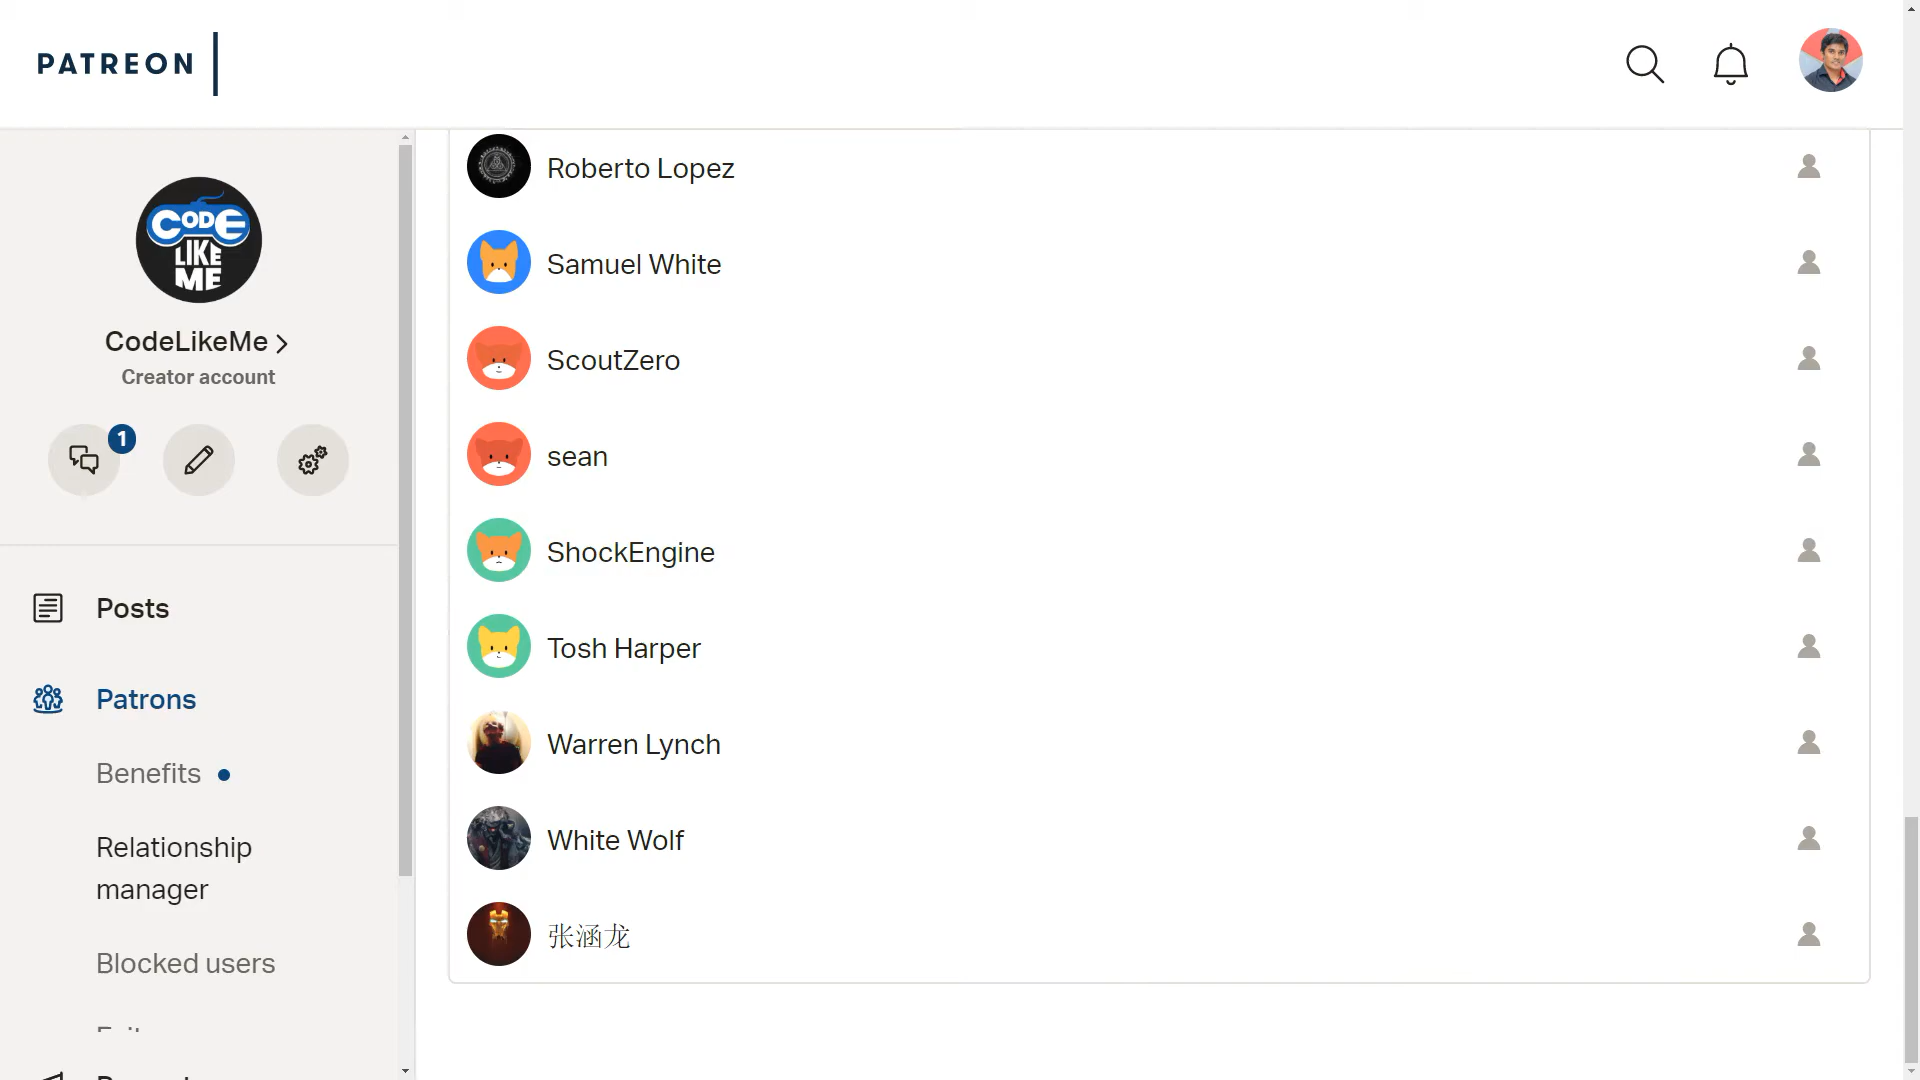 PATREON
Roberto Lopez
Samuel White
CODE
LIKE
ME
ScoutZero
CodeLikeMe
Creator account
1
sean
ShockEngine
Posts
Tosh Harper
Patrons
Warren Lynch
Benefits
Relationship
manager
White Wolf
张涵龙
Blocked users